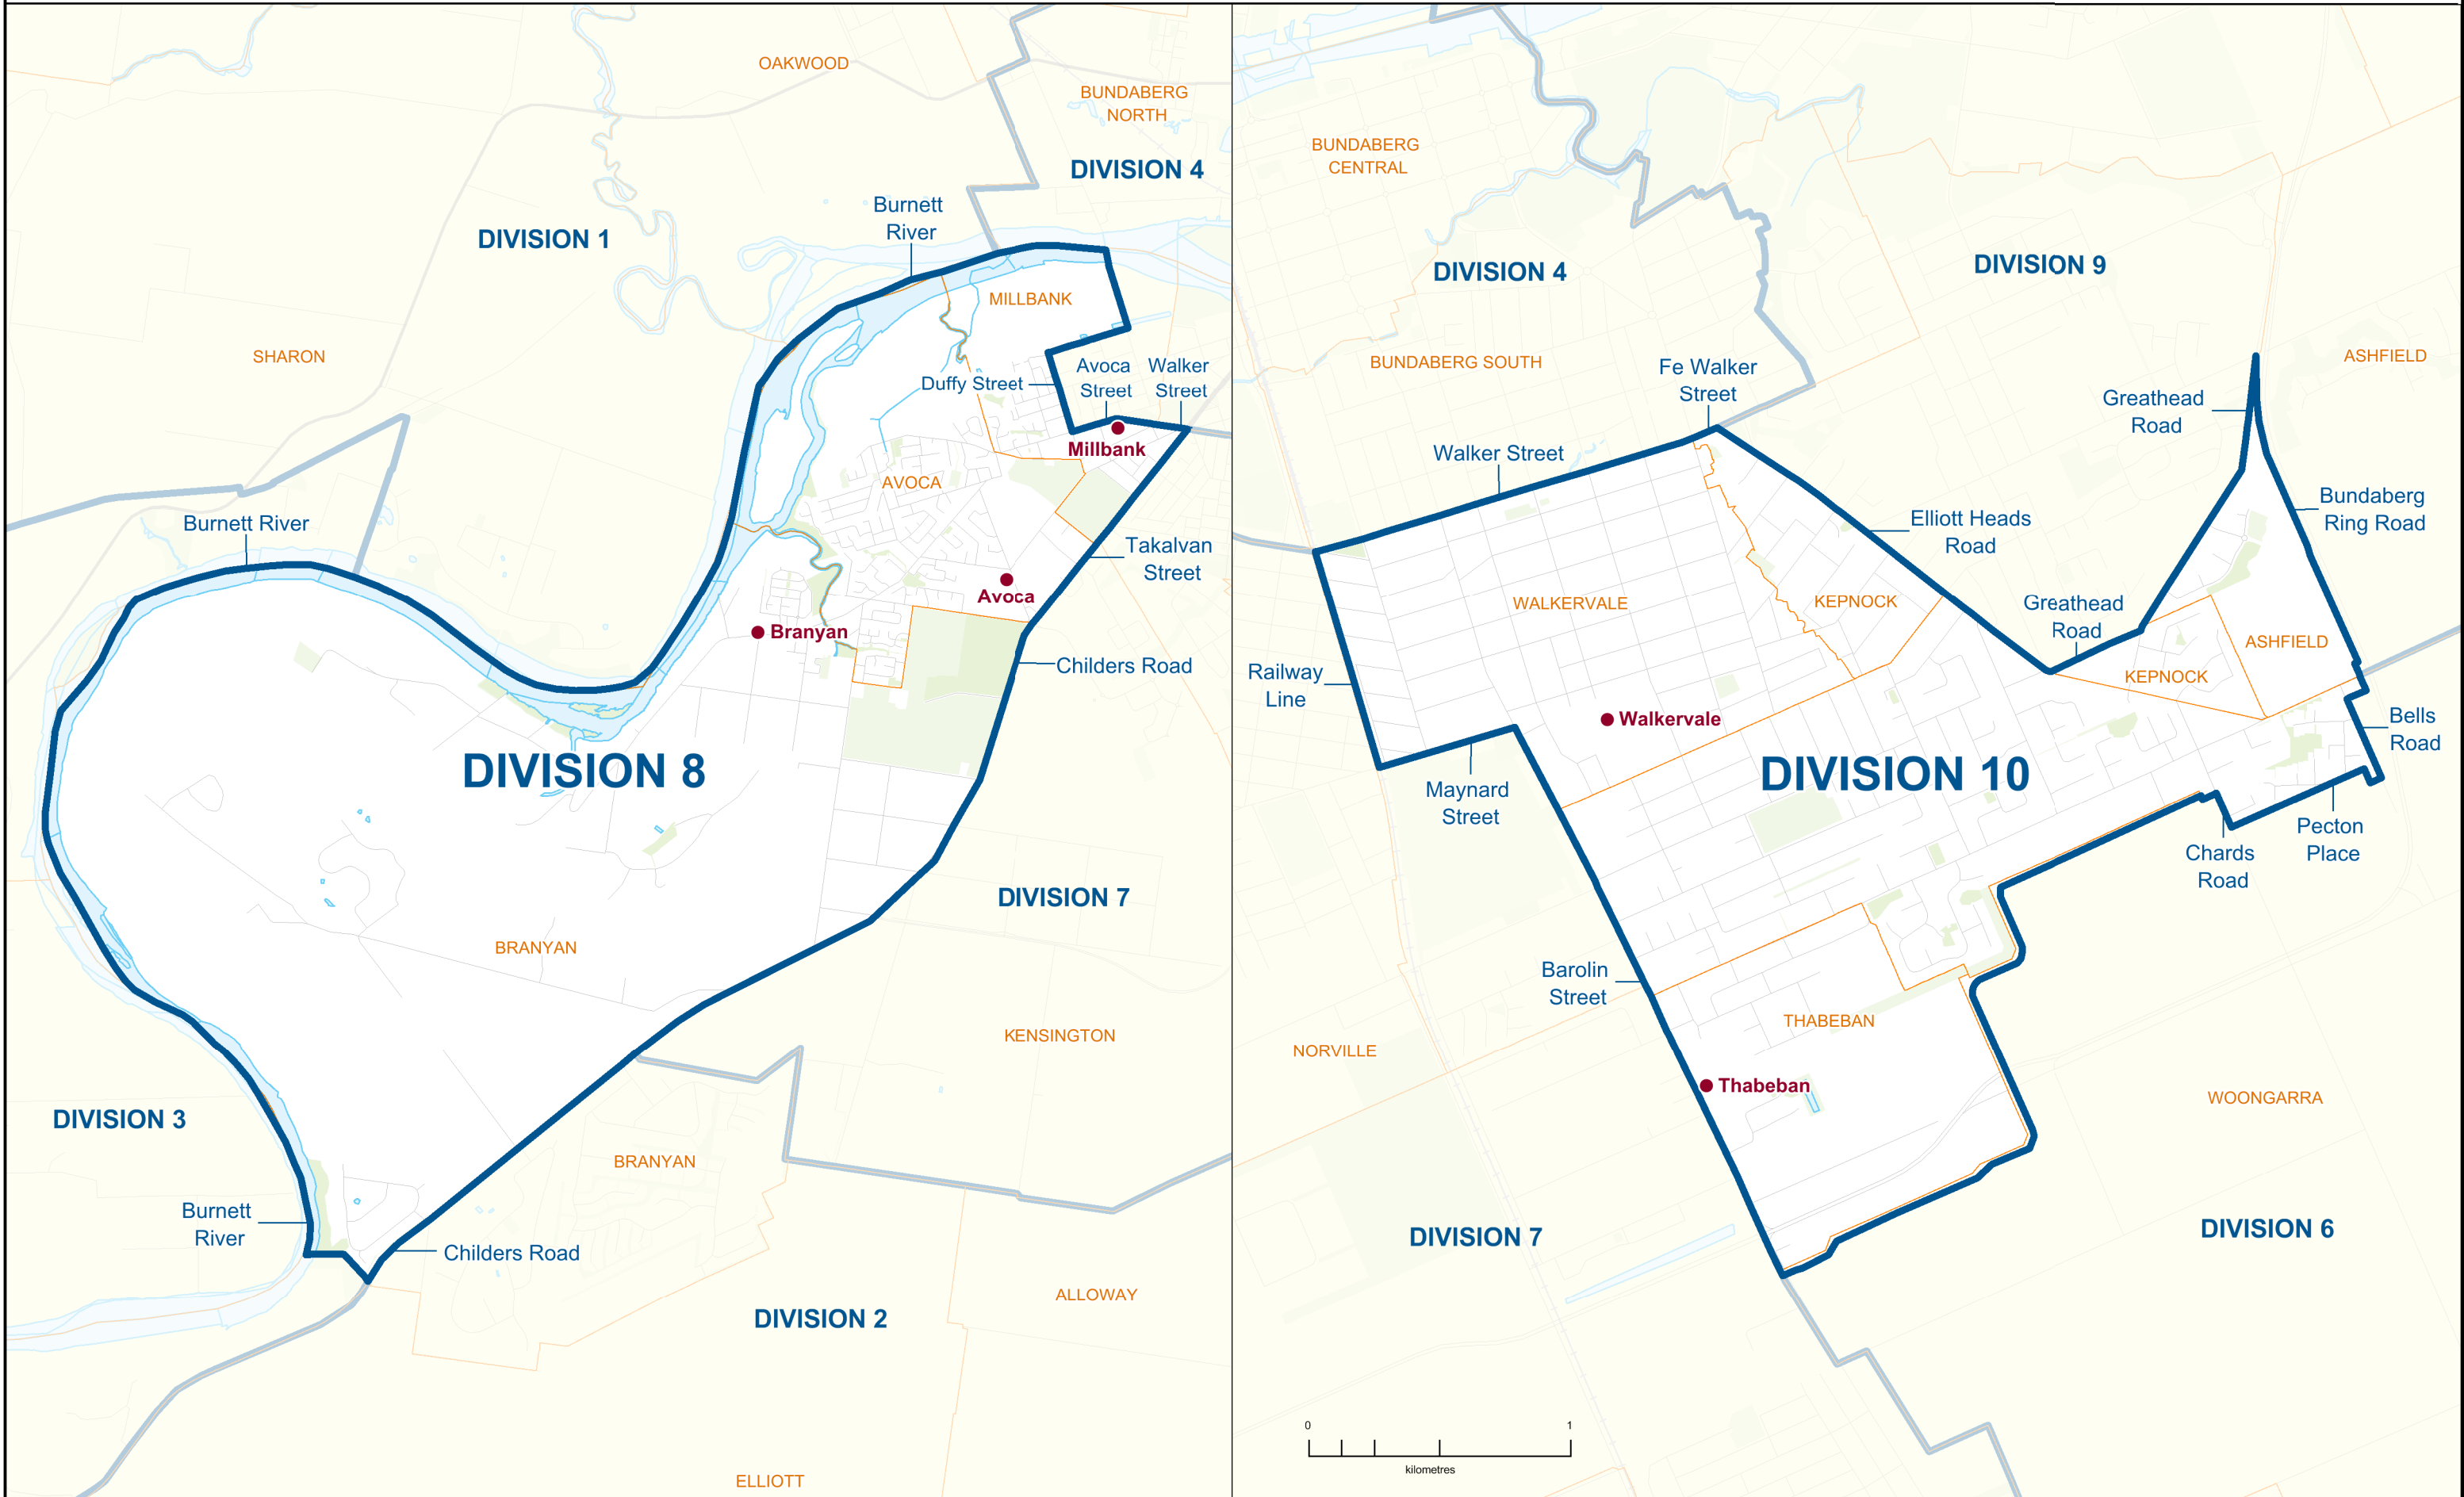 OAKWOOD
BUNDABERG
NORTH
DIVISION 4
Burnett
River
DIVISION 1
MILLBANK
SHARON
Duffy Street
Avoca
Street
Walker
Street
Millbank
AVOCA
Burnett River
Takalvan
Street
Avoca
Branyan
Childers Road
DIVISION 8
DIVISION 7
BRANYAN
KENSINGTON
DIVISION 3
BRANYAN
Burnett
River
Childers Road
ALLOWAY
DIVISION 2
ELLIOTT
BUNDABERG
CENTRAL
DIVISION 4
DIVISION 9
BUNDABERG SOUTH
Fe Walker
Street
ASHFIELD
Greathead
Road
Walker Street
Bundaberg
Ring Road
Elliott Heads
Road
WALKERVALE
KEPNOCK
Greathead
Road
ASHFIELD
Railway
Line
KEPNOCK
Walkervale
Bells
Road
DIVISION 10
Maynard
Street
Pecton
Place
Chards
Road
Barolin
Street
THABEBAN
NORVILLE
Thabeban
WOONGARRA
DIVISION 7
DIVISION 6
0 1
kilometres